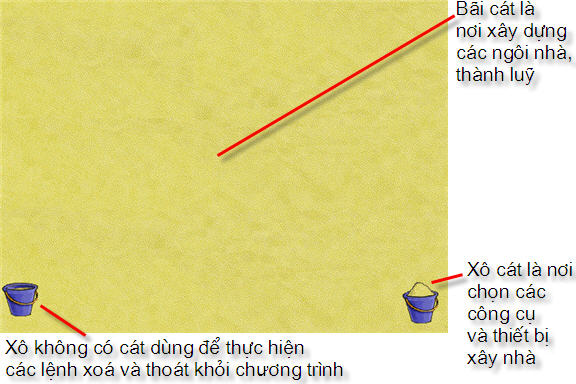 Bãi cát là
nơi xây dựng
các ngôi nhà,
thành luỹ
Xô cát là nơi
chọn các
công cụ
và thiết bị
xây nhà
Xô không có cát dùng để thực hiện
các lệnh xoá và thoát khỏi chương trình